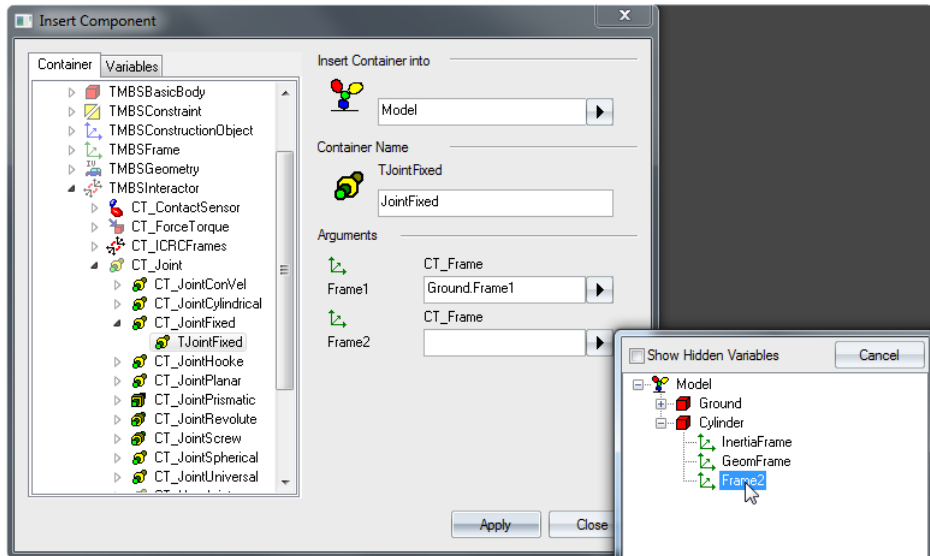 Insert Component
Container
Variables
TMBSBasicBody
TMBSConstraint
TMBSConstructionObject
TMBSFrame
TMBSGeometry
TMBSInteractor
CT_ContactSensor
CT_ForceTorque
CT_ICRCFrames
CT_Joint
CT_JointConVel
CT_JointCylindrical
CT_JointFixed
TJointFixed
CT_JointHooke
CT_JointPlanar
CT_JointPrismatic
CT_JointRevolute
CT_JointScrew
CT_JointSpherical
CT_JointUniversal
Insert Container into
Model
Container Name
TJointFixed
JointFixed
Arguments
CT_Frame
Frame1
Ground.Frame1
CT_Frame
Frame2
Apply
Close
Show Hidden Variables
Cancel
Model
Ground
Cylinder
InertiaFrame
GeomFrame
Frame2